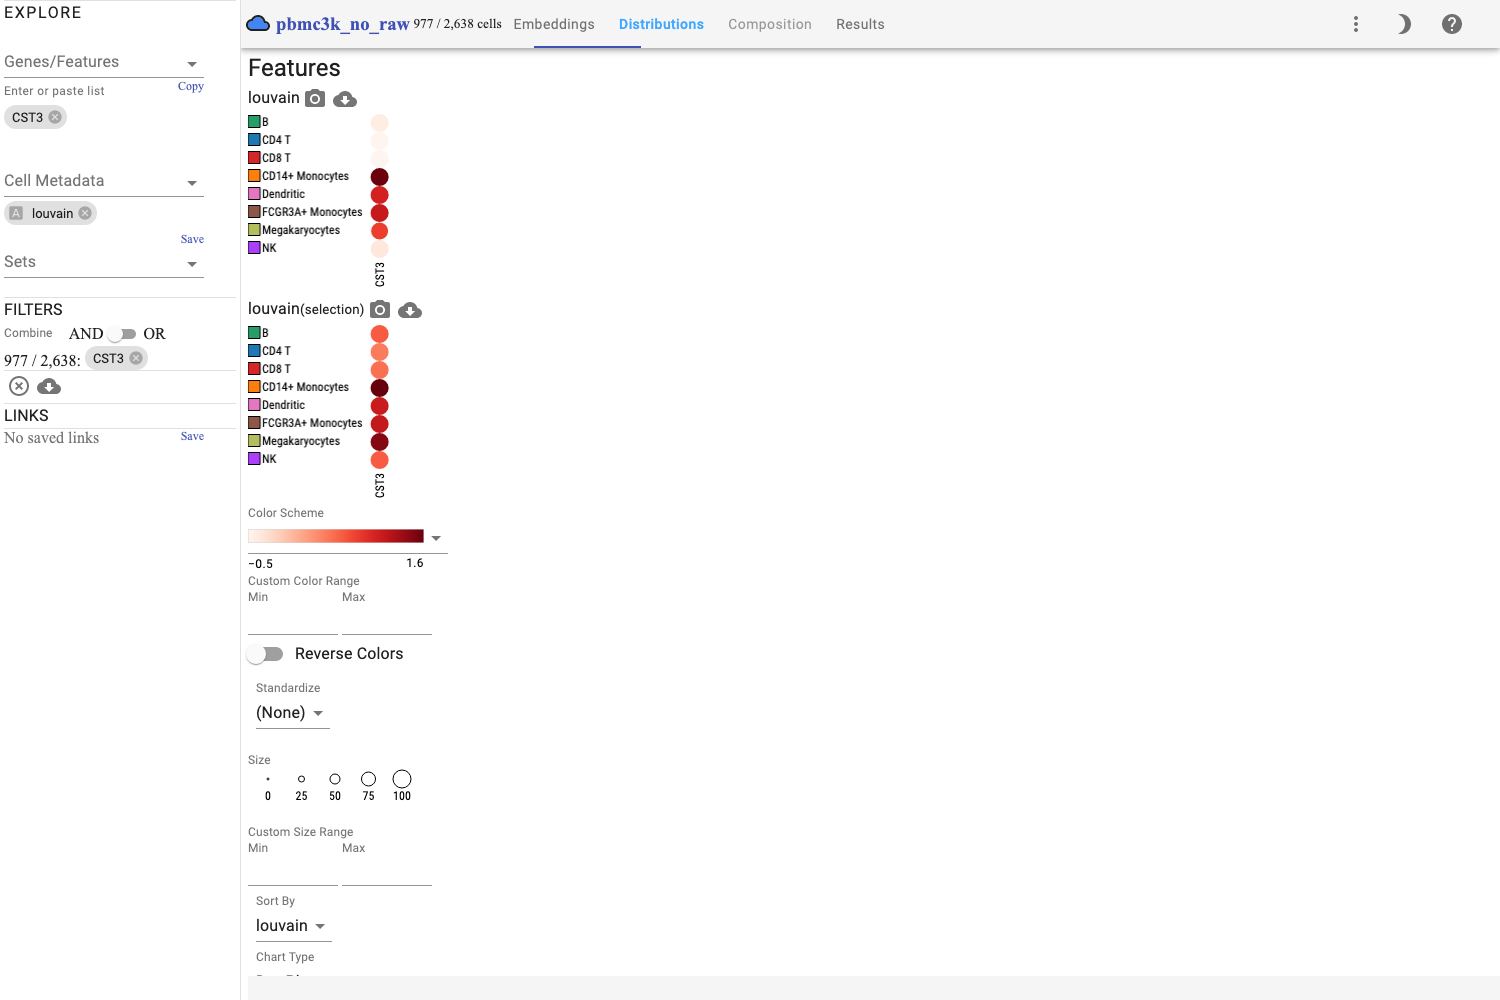 EXPLORE
Genes/Features
Copy
Enter or paste list
CST3
Cell Metadata
A louvain
Save
Sets
FILTERS
Combine AND OR
977 / 2,638: CST3
LINKS
No saved links
Save
pbmc3k_no_raw 977 / 2,638 cells Embeddings Distributions Composition Results
Features
louvain
B
CD4 T
CD8 T
CD14+ Monocytes
Dendritic
FCGR3A+ Monocytes
Megakaryocytes
NK
CST3
louvain(selection)
B
CD4 T
CD8 T
CD14+ Monocytes
Dendritic
FCGR3A+ Monocytes
Megakaryocytes
NK
CST3
Color Scheme
−0.5 1.6
Custom Color Range
Min Max
Reverse Colors
Standardize
(None)
Size
0 25 50 75 100
Custom Size Range
Min Max
Sort By
louvain
Chart Type